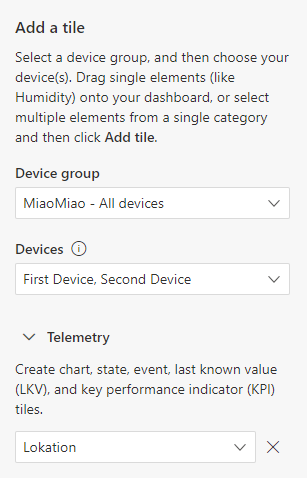 Add a tile
Select a device group, and then choose your
device(s). Drag single elements (like
Humidity) onto your dashboard, or select
multiple elements from a single category
and then click Add tile.
Device group
MiaoMiao - All devices
Devices
First Device, Second Device
Telemetry
Create chart, state, event, last known value
(LKV), and key performance indicator (KPI)
tiles.
Lokation